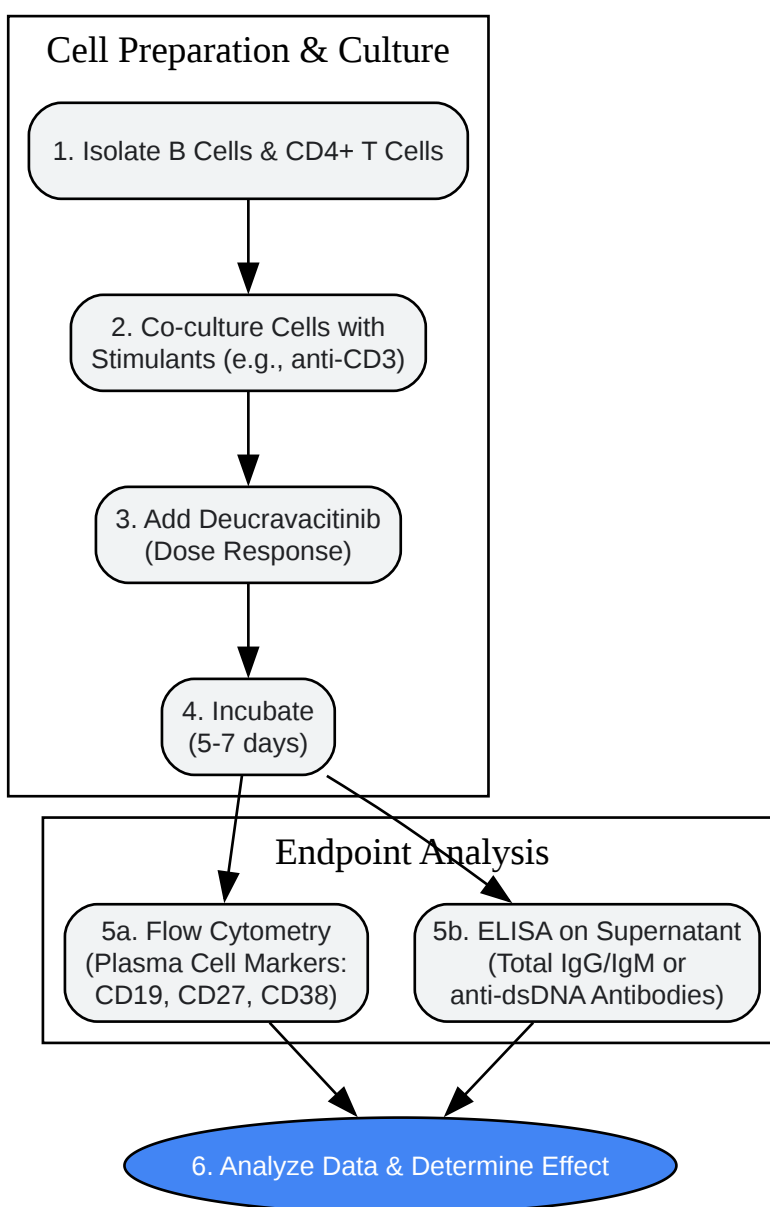 Cell Preparation & Culture
1. Isolate B Cells & CD4+ T Cells
2. Co-culture Cells with
Stimulants (e.g., anti-CD3)
3. Add Deucravacitinib
(Dose Response)
4. Incubate
(5-7 days)
Endpoint Analysis
5a. Flow Cytometry
(Plasma Cell Markers:
CD19, CD27, CD38)
5b. ELISA on Supernatant
(Total IgG/IgM or
anti-dsDNA Antibodies)
6. Analyze Data & Determine Effect